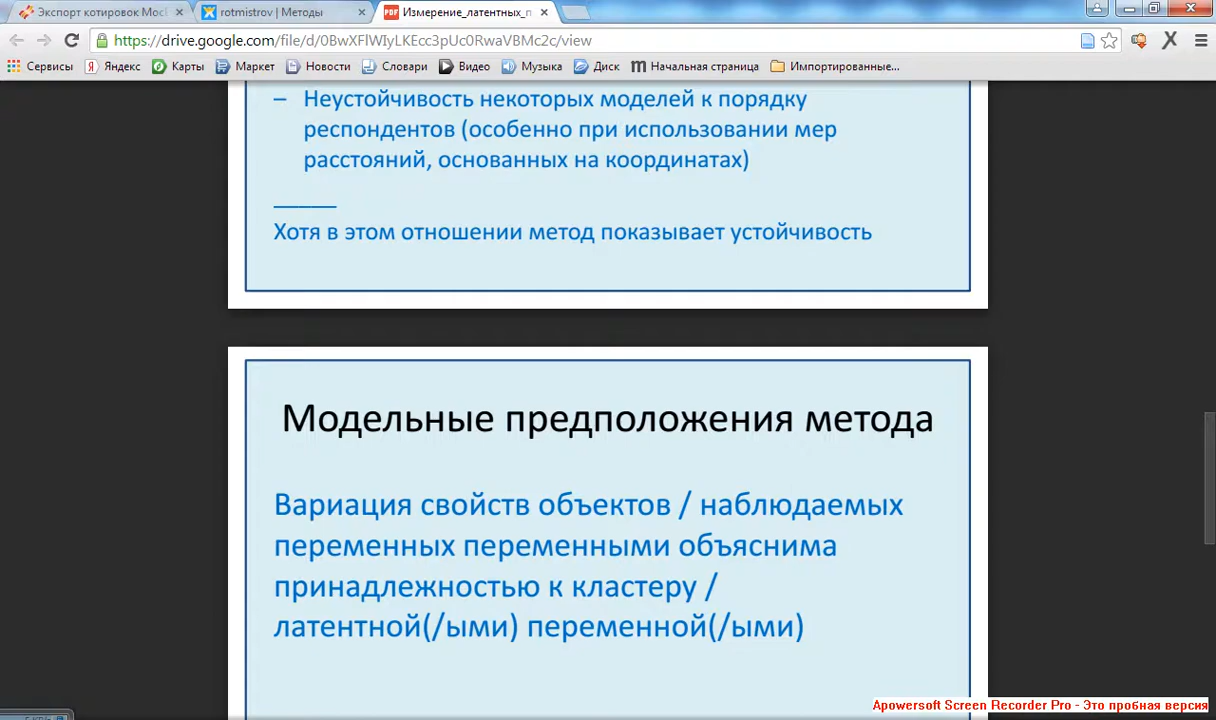 Экспорт котировок Мос
rotmistrov | Методы
Измерение_латентных_п
https://drive.google.com/file/d/0BwXFlWIyLKEcc3pUc0RwaVBMc2c/view
Сервисы Яндекс Карты Маркет Новости Словари Видео Музыка Диск Начальная страница Импортированные...
– Неустойчивость некоторых моделей к порядку
респондентов (особенно при использовании мер
расстояний, основанных на координатах)
Хотя в этом отношении метод показывает устойчивость
Модельные предположения метода
Вариация свойств объектов / наблюдаемых
переменных переменными объяснима
принадлежностью к кластеру /
латентной(/ыми) переменной(/ыми)
Apowersoft Screen Recorder Pro - Это пробная версия